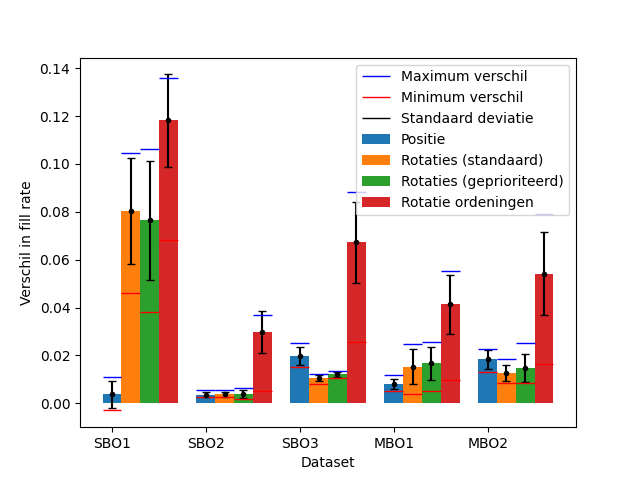 Maximum verschil
Minimum verschil
Standaard deviatie
Positie
Rotaties (standaard)
Rotaties (geprioriteerd)
Rotatie ordeningen
Verschil in fill rate
0.14
0.12
0.10
0.08
0.06
0.04
0.02
0.00
SBO1 SBO2 SBO3 MBO1 MBO2
Dataset